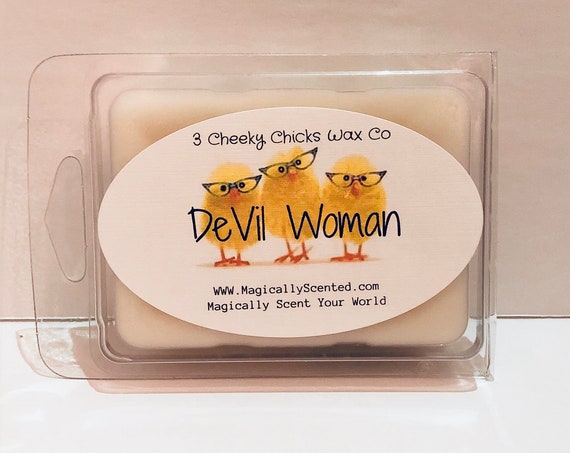 3 Cheeky Chicks Wax Co
DeVil Woman
WWW.MagicallyScented.com
Magically Scent Your World